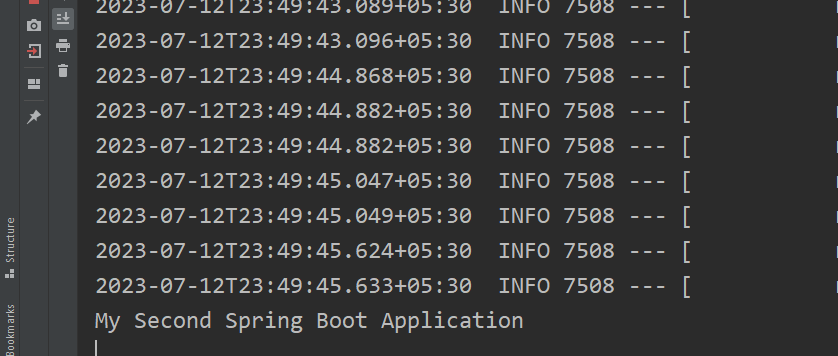 2023-07-12T23:49:43.089+05:30  INFO 7508 --- [
2023-07-12T23:49:43.096+05:30  INFO 7508 --- [
2023-07-12T23:49:44.868+05:30  INFO 7508 --- [
2023-07-12T23:49:44.882+05:30  INFO 7508 --- [
2023-07-12T23:49:44.882+05:30  INFO 7508 --- [
2023-07-12T23:49:45.047+05:30  INFO 7508 --- [
2023-07-12T23:49:45.049+05:30  INFO 7508 --- [
2023-07-12T23:49:45.624+05:30  INFO 7508 --- [
2023-07-12T23:49:45.633+05:30  INFO 7508 --- [
My Second Spring Boot Application
Structure
Bookmarks